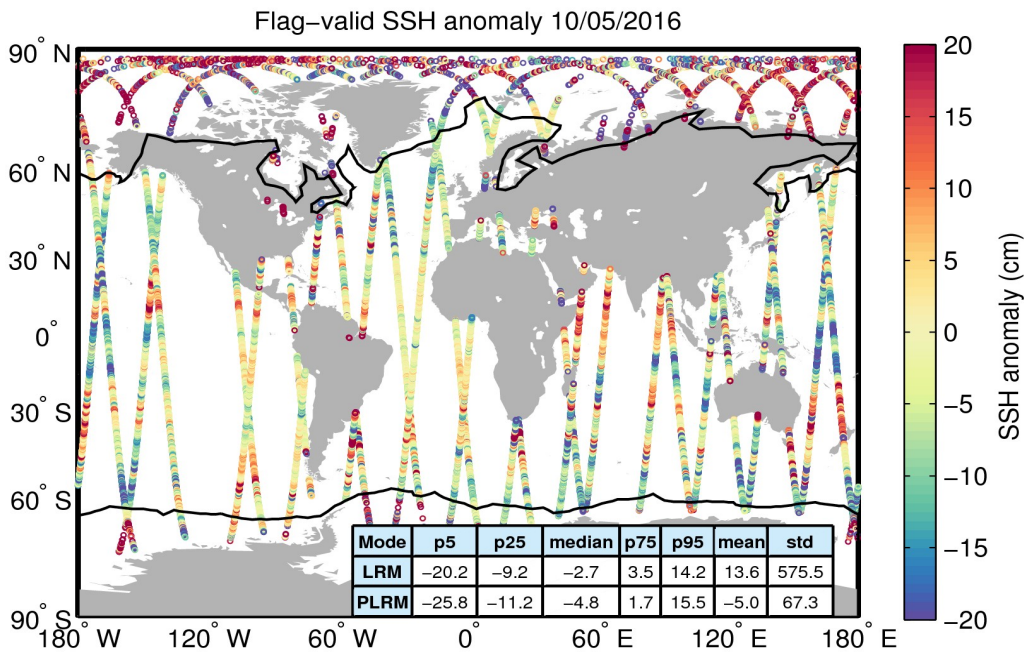 Flag−valid SSH anomaly 10/05/2016
90° N
60° N
30° N
0°
30° S
60° S
90° S
180° W 120° W 60° W 0° 60° E 120° E 180° E
Mode p5 p25 median p75 p95 mean std
LRM −20.2 −9.2 −2.7 3.5 14.2 13.6 575.5
PLRM −25.8 −11.2 −4.8 1.7 15.5 −5.0 67.3
20
15
10
5
0
−5
−10
−15
−20
SSH anomaly (cm)